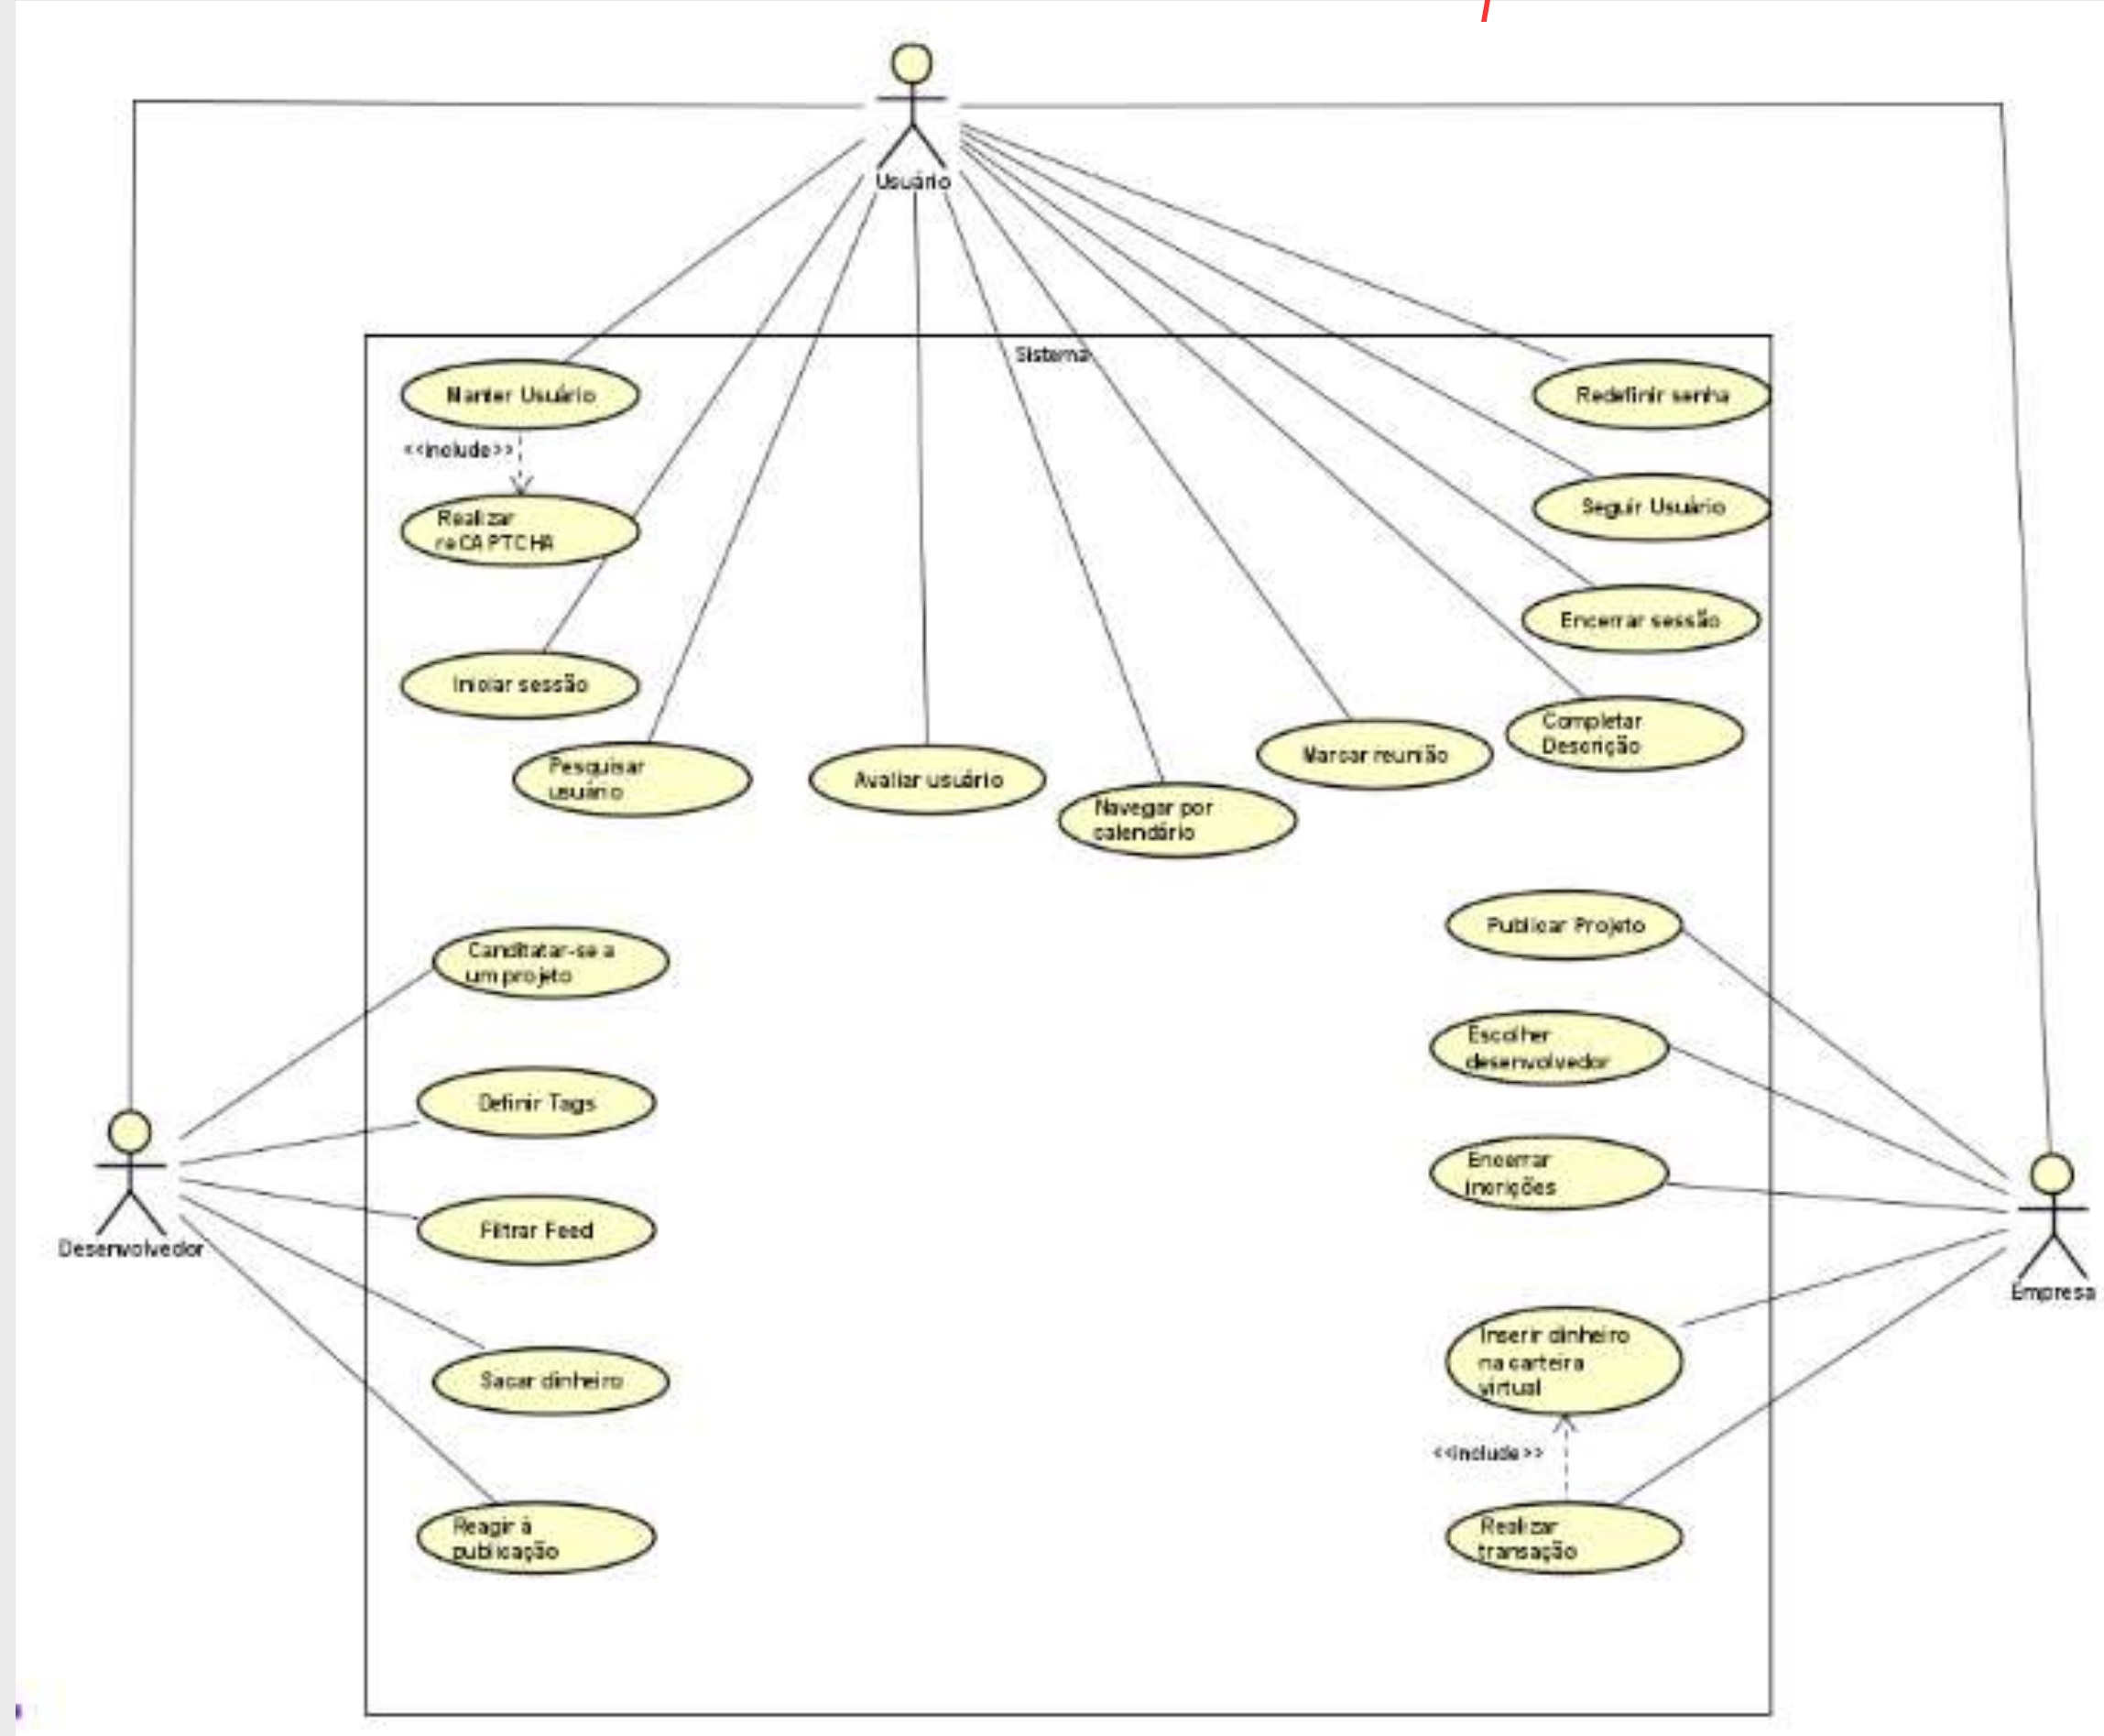 Usuário
Sistema
Manter Usuário
Redefinir senha
<<include>>
Realizar
reCAPTCHA
Seguir Usuário
Encerrar sessão
Iniciar sessão
Completar
Descrição
Pesquisar
usuário
Avaliar usuário
Marcar reunião
Navegar por
calendário
Publicar Projeto
Canditatar-se a
um projeto
Escolher
desenvolvedor
Definir Tags
Encerrar
incrições
Filtrar Feed
Desenvolvedor
Empresa
Inserir dinheiro
na carteira
virtual
Sacar dinheiro
<<include>>
Reagir à
publicação
Realizar
transação